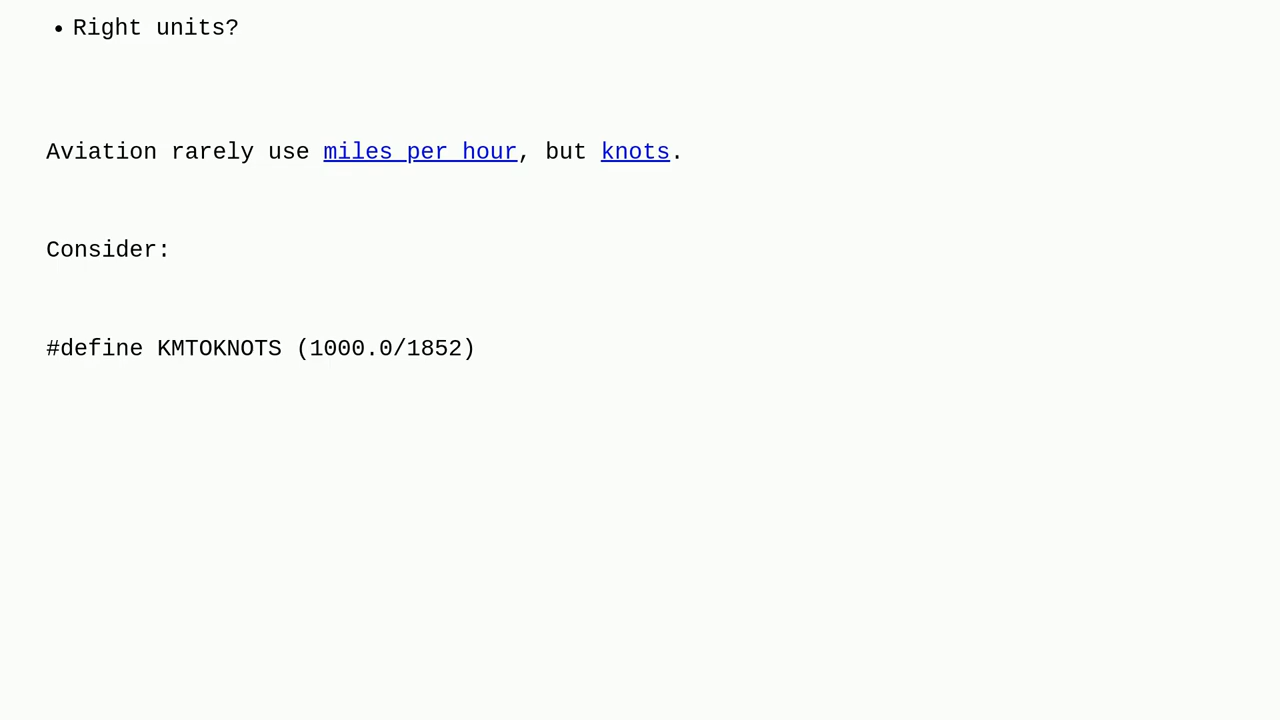 • Right units?
Aviation rarely use miles per hour, but knots.
Consider:
#define KMTOKNOTS (1000.0/1852)